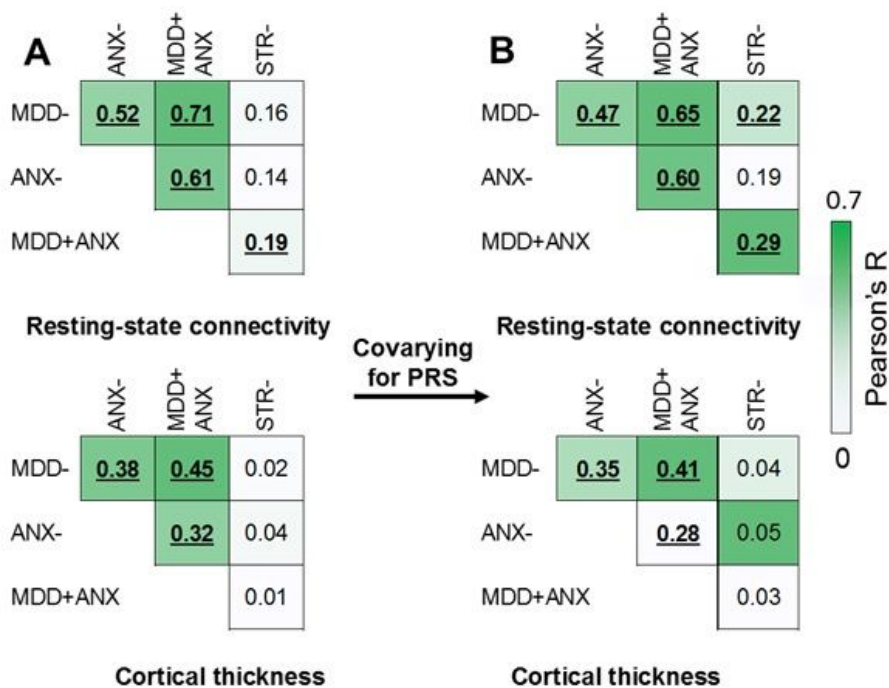 A
ANX-
MDD+
ANX
STR-
MDD-
0.52
0.71
0.16
ANX-
0.61
0.14
MDD+ANX
0.19
Resting-state connectivity
ANX-
MDD+
ANX
STR-
MDD-
0.38
0.45
0.02
ANX-
0.32
0.04
MDD+ANX
0.01
Cortical thickness
Covarying
for PRS
B
ANX-
MDD+
ANX
STR-
MDD-
0.47
0.65
0.22
ANX-
0.60
0.19
MDD+ANX
0.29
Resting-state connectivity
ANX-
MDD+
ANX
STR-
MDD-
0.35
0.41
0.04
ANX-
0.28
0.05
MDD+ANX
0.03
Cortical thickness
0.7
Pearson's R
0